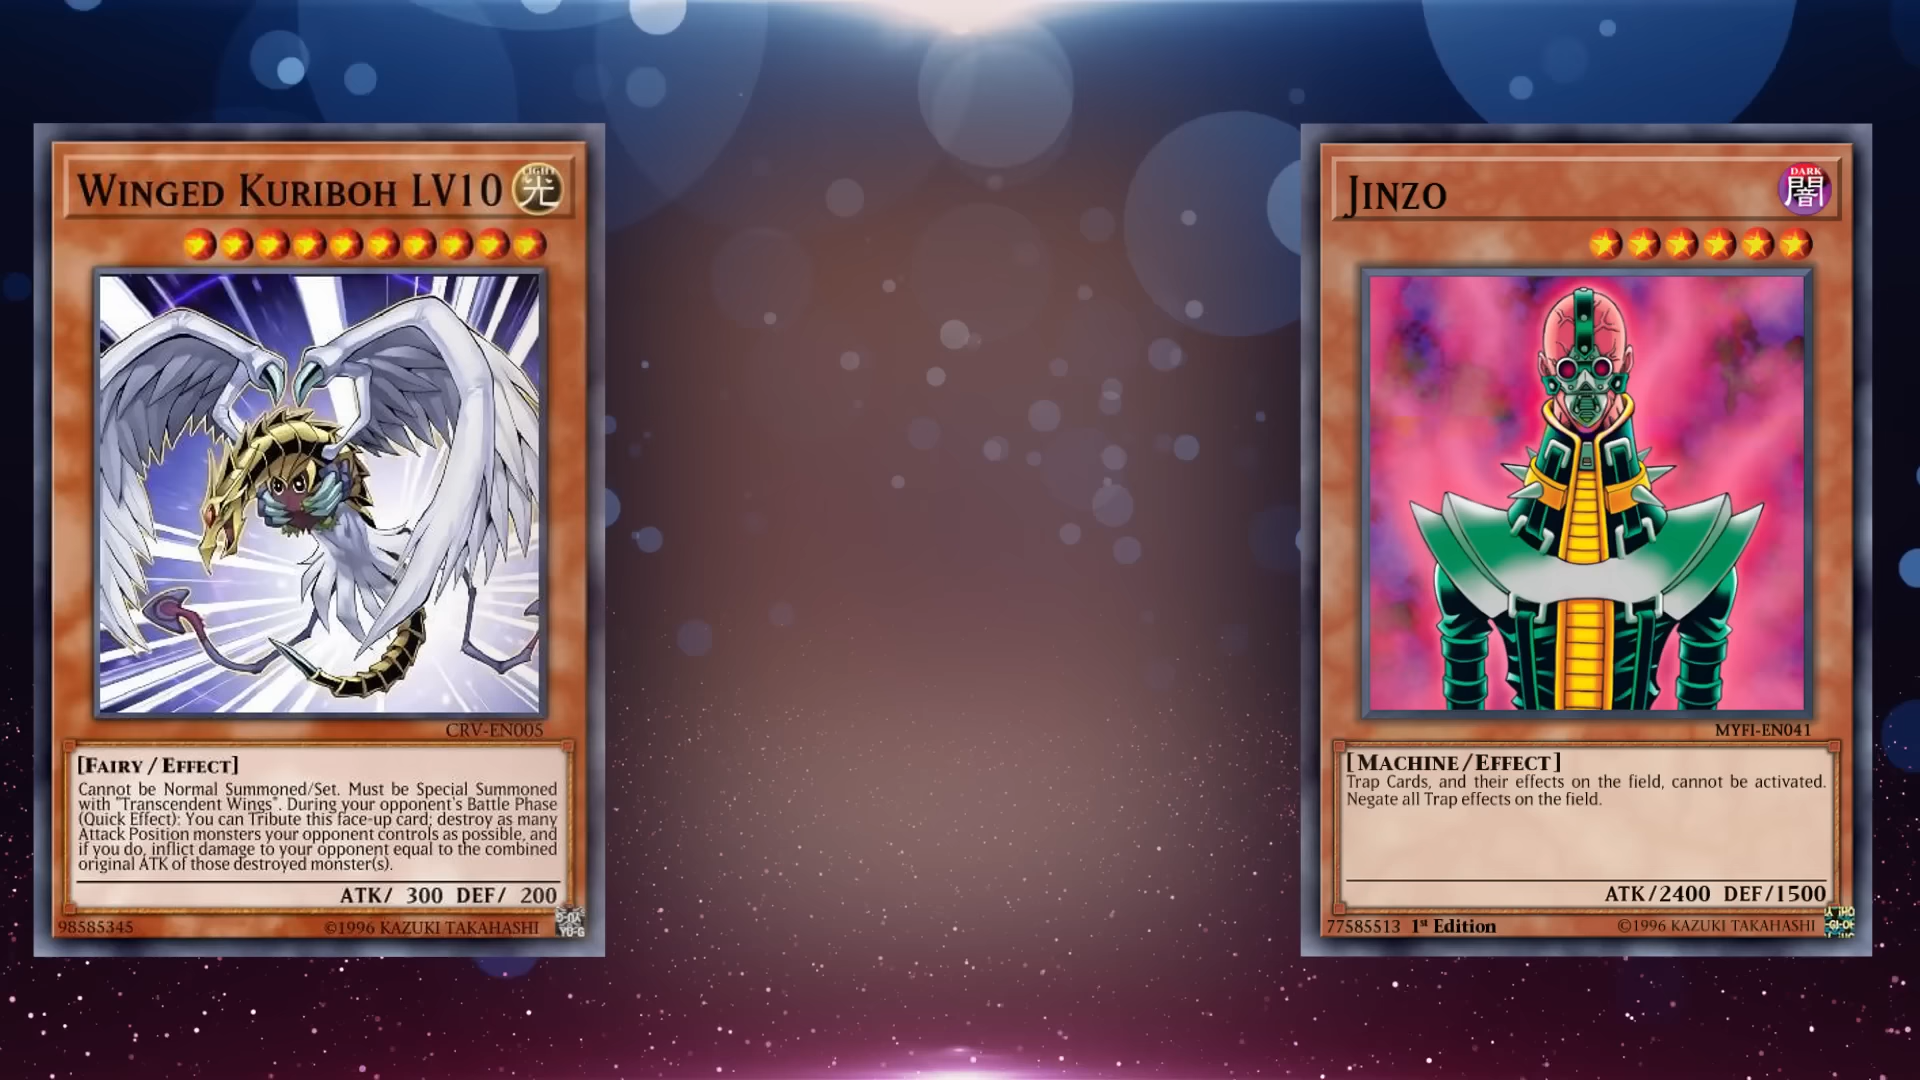 WINGED KURIBOH LV10
LIGHT
光
CRV-EN005
[FAIRY / EFFECT]
Cannot be Normal Summoned/Set. Must be Special Summoned
with "Transcendent Wings". During your opponent's Battle Phase
(Quick Effect): You can Tribute this face-up card; destroy as many
Attack Position monsters your opponent controls as possible, and
if you do, inflict damage to your opponent equal to the combined
original ATK of those destroyed monster(s).
ATK/ 300 DEF/ 200
98585345
©1996 KAZUKI TAKAHASHI
JINZO
DARK
闇
MYFI-EN041
[MACHINE/EFFECT]
Trap Cards, and their effects on the field, cannot be activated.
Negate all Trap effects on the field.
ATK/2400 DEF/1500
77585513 1st Edition
©1996 KAZUKI TAKAHASHI